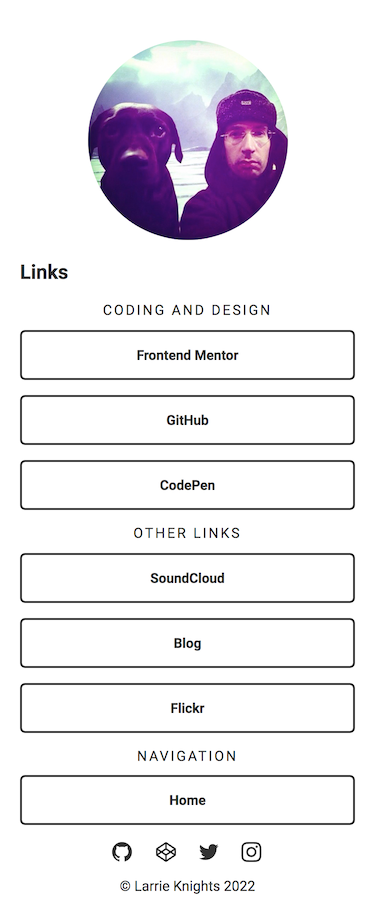 Links
CODING AND DESIGN
Frontend Mentor
GitHub
CodePen
OTHER LINKS
SoundCloud
Blog
Flickr
NAVIGATION
Home
© Larrie Knights 2022